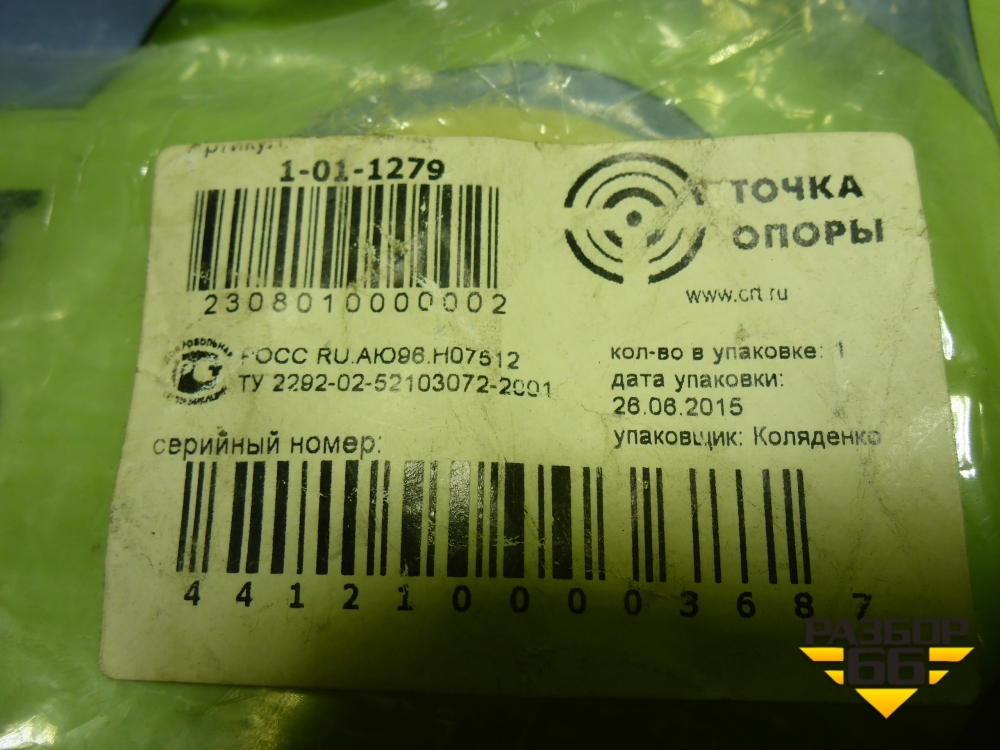 1-01-1279
2308010000002
ТОЧКА
ОПОРЫ
www.crt.ru
РОСС RU.АЮ96.Н07612
ТУ 2292-02-52103072-2001
кол-во в упаковке: 1
дата упаковки:
26.06.2015
упаковщик: Коляденко
серийный номер:
4412100003687
РАЗБОР
66